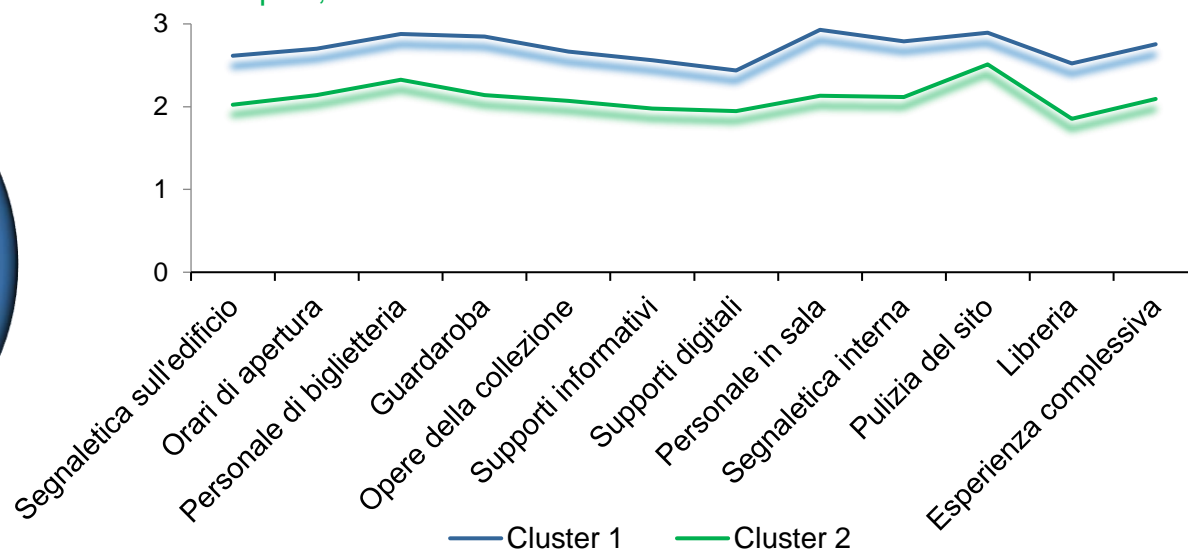 3
2
1
0
Segnaletica sull'edificio
Orari di apertura
Personale di biglietteria
Guardaroba
Opere della collezione
Supporti informativi
Supporti digitali
Personale in sala
Segnaletica interna
Pulizia del sito
Libreria
Esperienza complessiva
Cluster 1
Cluster 2